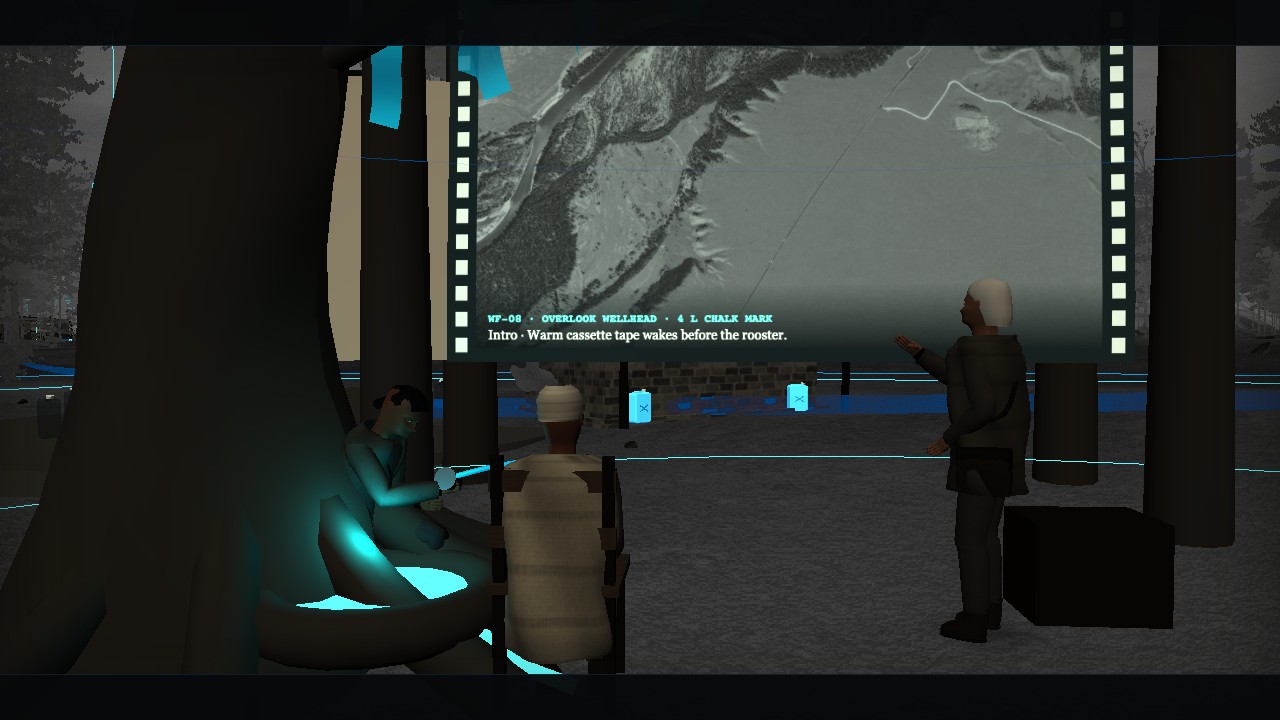 WF-08 · OVERLOOK WELLHEAD · 4 L CHALK MARK
Intro · Warm cassette tape wakes before the rooster.